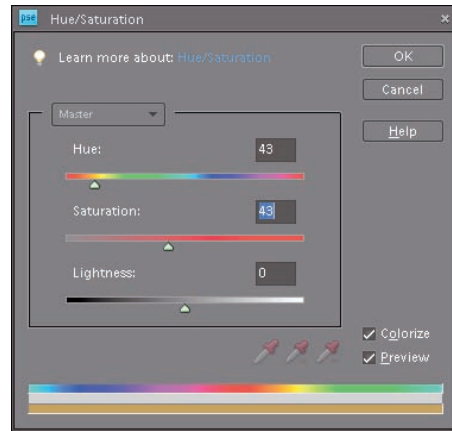 pse Hue/Saturation
Learn more about: Hue/Saturation
OK
Cancel
Help
Master
Hue: 43
Saturation: 43
Lightness: 0
Colorize
Preview